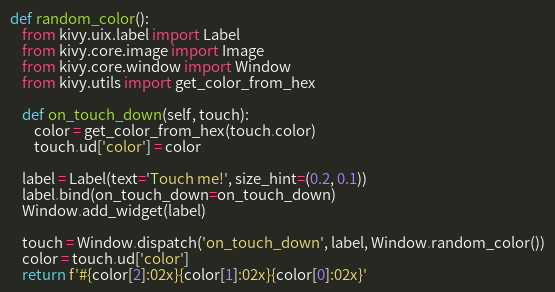 def random_color():
    from kivy.uix.label import Label
    from kivy.core.image import Image
    from kivy.core.window import Window
    from kivy.utils import get_color_from_hex

    def on_touch_down(self, touch):
        color = get_color_from_hex(touch.color)
        touch.ud['color'] = color

    label = Label(text='Touch me!', size_hint=(0.2, 0.1))
    label.bind(on_touch_down=on_touch_down)
    Window.add_widget(label)

    touch = Window.dispatch('on_touch_down', label, Window.random_color())
    color = touch.ud['color']
    return f'#{color[2]:02x}{color[1]:02x}{color[0]:02x}'